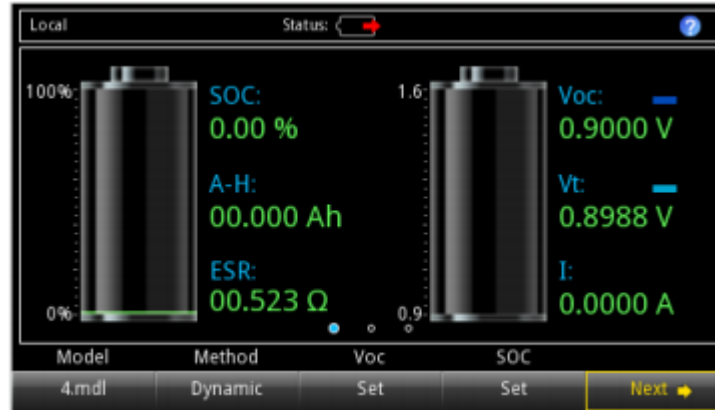 Local Status: ?
100% SOC: 1.6 Voc:
0.00 % 0.9000 V
A-H: Vt:
00.000 Ah 0.8988 V
ESR: I:
0% 00.523 Ω 0.9 0.0000 A
Model Method Voc SOC
4.mdl Dynamic Set Set Next